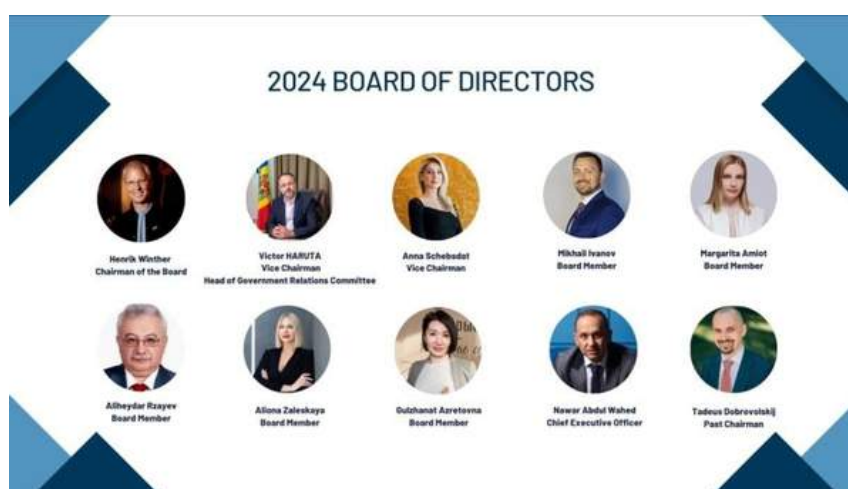 2024 BOARD OF DIRECTORS
Henrik Winther
Chairman of the Board
Victor HARUTA
Vice Chairman
Head of Government Relations Committee
Anna Schebsdat
Vice Chairman
Mikhail Ivanov
Board Member
Margarita Amiot
Board Member
Aliheydar Rzayev
Board Member
Aliona Zaleskaya
Board Member
Gulzhanat Azretovna
Board Member
Nawar Abdul Wahed
Chief Executive Officer
Tadeus Dobrovolskij
Past Chairman